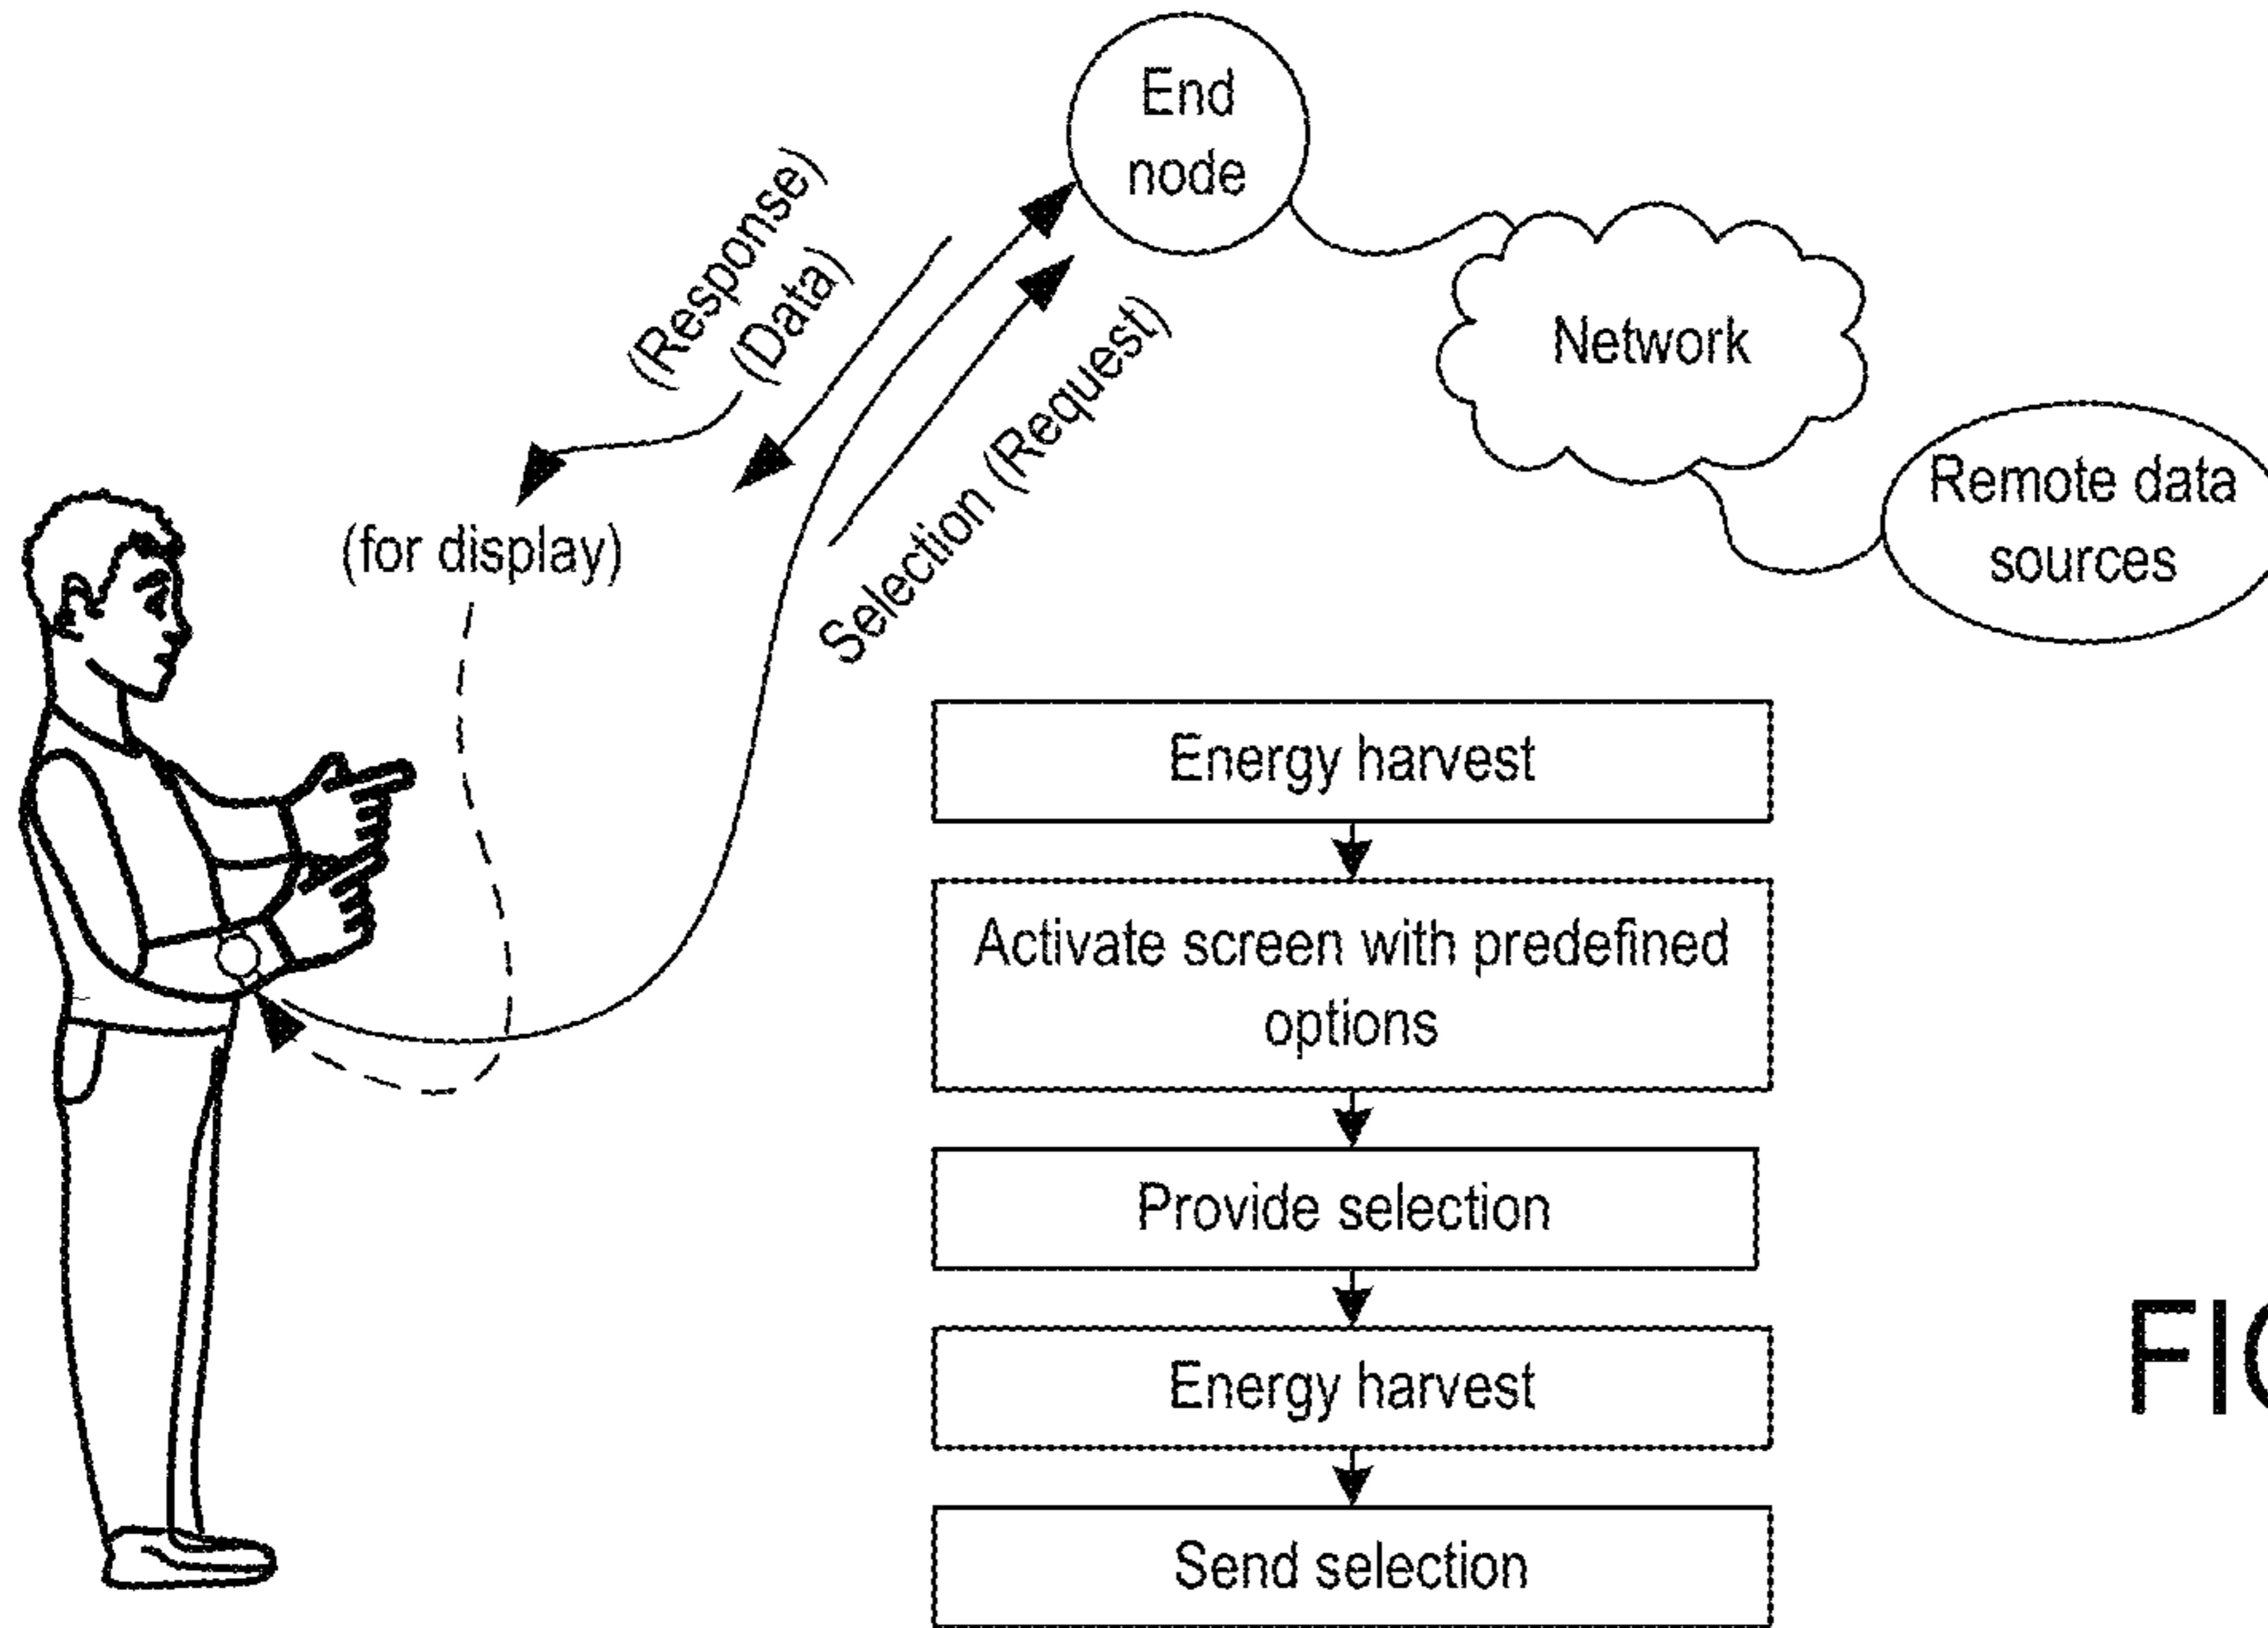 End
node
(Response)
(Data)
Selection (Request)
Network
Remote data
sources
(for display)
Energy harvest
Activate screen with predefined
options
Provide selection
Energy harvest
Send selection